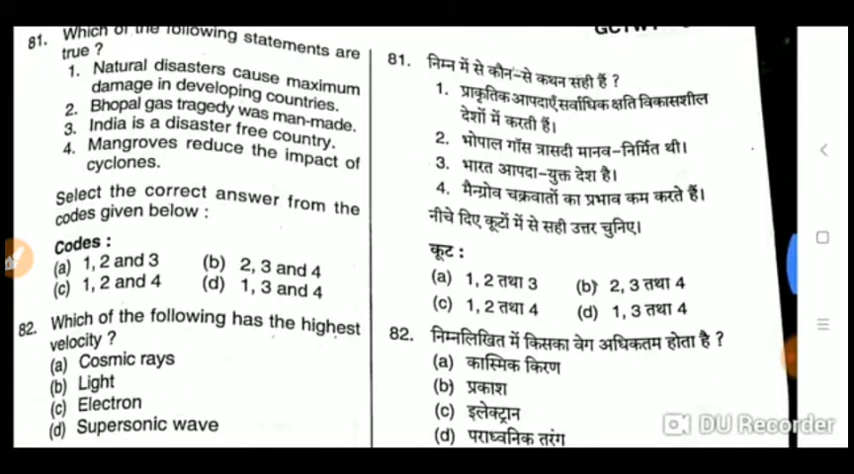 81. Which of the following statements are
true ?
1. Natural disasters cause maximum
damage in developing countries.
2. Bhopal gas tragedy was man-made.
3. India is a disaster free country.
4. Mangroves reduce the impact of
cyclones.
Select the correct answer from the
codes given below :
Codes :
(a) 1, 2 and 3 (b) 2, 3 and 4
(c) 1, 2 and 4 (d) 1, 3 and 4
82. Which of the following has the highest
velocity ?
(a) Cosmic rays
(b) Light
(c) Electron
(d) Supersonic wave
81. निम्न में से कौन-से कथन सही हैं ?
1. प्राकृतिक आपदाएँ सर्वाधिक क्षति विकासशील
देशों में करती हैं।
2. भोपाल गॉस त्रासदी मानव-निर्मित थी।
3. भारत आपदा-युक्त देश है।
4. मैन्ग्रोव चक्रवातों का प्रभाव कम करते हैं।
नीचे दिए कूटों में से सही उत्तर चुनिए।
कूट :
(a) 1, 2 तथा 3 (b) 2, 3 तथा 4
(c) 1, 2 तथा 4 (d) 1, 3 तथा 4
82. निम्नलिखित में किसका वेग अधिकतम होता है ?
(a) कास्मिक किरण
(b) प्रकाश
(c) इलेक्ट्रान
(d) पराध्वनिक तरंग
DU Recorder